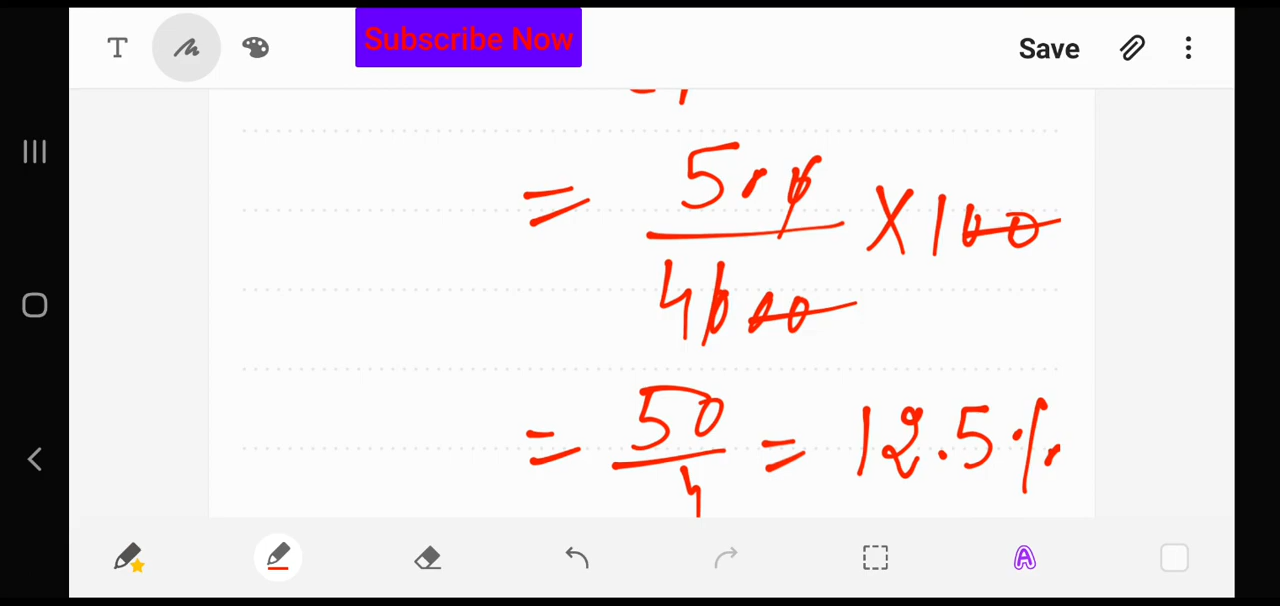 T
Subscribe Now
Save
= 500/4000 × 100
= 50/4 = 12.5%
A